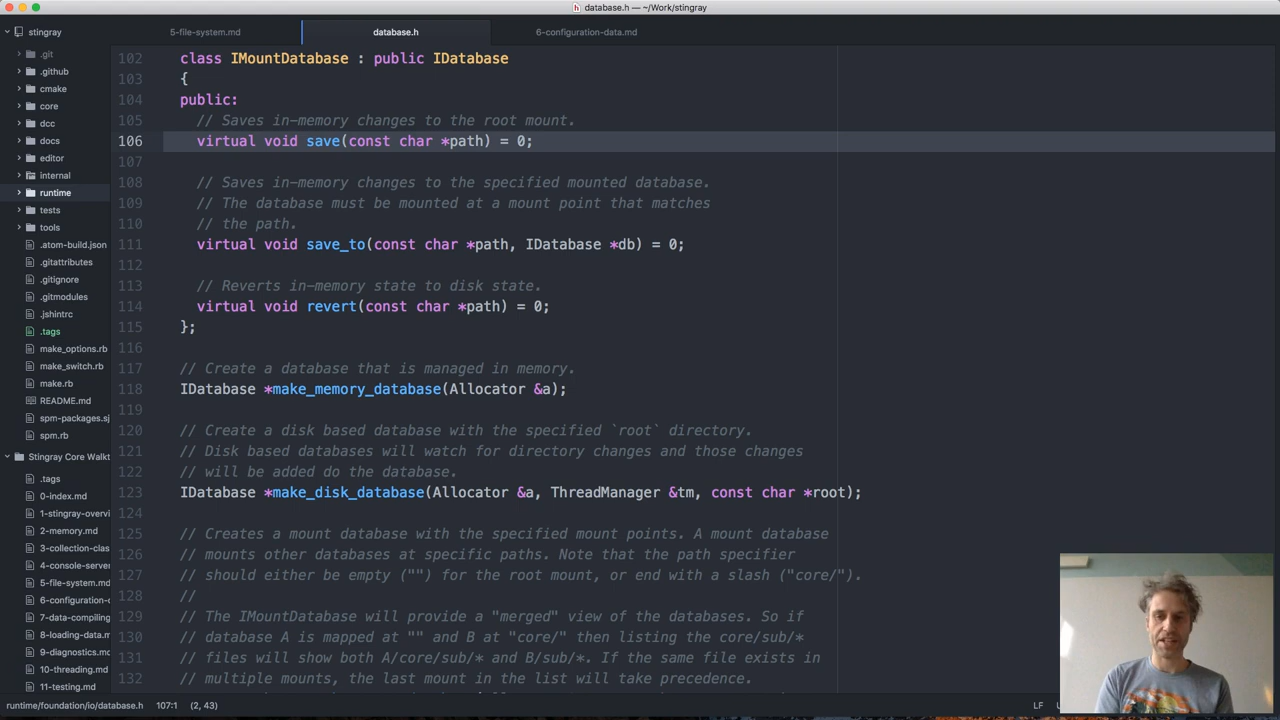 database.h — ~/Work/stingray
stingray
5-file-system.md
database.h
6-configuration-data.md
.git
.github
cmake
core
dcc
docs
editor
internal
runtime
tests
tools
.atom-build.json
.gitattributes
.gitignore
.gitmodules
.jshintrc
.tags
make_options.rb
make_switch.rb
make.rb
README.md
spm-packages.sj
spm.rb
Stingray Core Walkt
.tags
0-index.md
1-stingray-overvi
2-memory.md
3-collection-clas
4-console-server
5-file-system.md
6-configuration-d
7-data-compiling
8-loading-data.m
9-diagnostics.md
10-threading.md
11-testing.md
102 class IMountDatabase : public IDatabase
103 {
104 public:
105 // Saves in-memory changes to the root mount.
106 virtual void save(const char *path) = 0;
107
108 // Saves in-memory changes to the specified mounted database.
109 // The database must be mounted at a mount point that matches
110 // the path.
111 virtual void save_to(const char *path, IDatabase *db) = 0;
112
113 // Reverts in-memory state to disk state.
114 virtual void revert(const char *path) = 0;
115 };
116
117 // Create a database that is managed in memory.
118 IDatabase *make_memory_database(Allocator &a);
119
120 // Create a disk based database with the specified `root` directory.
121 // Disk based databases will watch for directory changes and those changes
122 // will be added do the database.
123 IDatabase *make_disk_database(Allocator &a, ThreadManager &tm, const char *root);
124
125 // Creates a mount database with the specified mount points. A mount database
126 // mounts other databases at specific paths. Note that the path specifier
127 // should either be empty ("") for the root mount, or end with a slash ("core/").
128 //
129 // The IMountDatabase will provide a "merged" view of the databases. So if
130 // database A is mapped at "" and B at "core/" then listing the core/sub/*
131 // files will show both A/core/sub/* and B/sub/*. If the same file exists in
132 // multiple mounts, the last mount in the list will take precedence.
runtime/foundation/io/database.h 107:1 (2, 43) LF